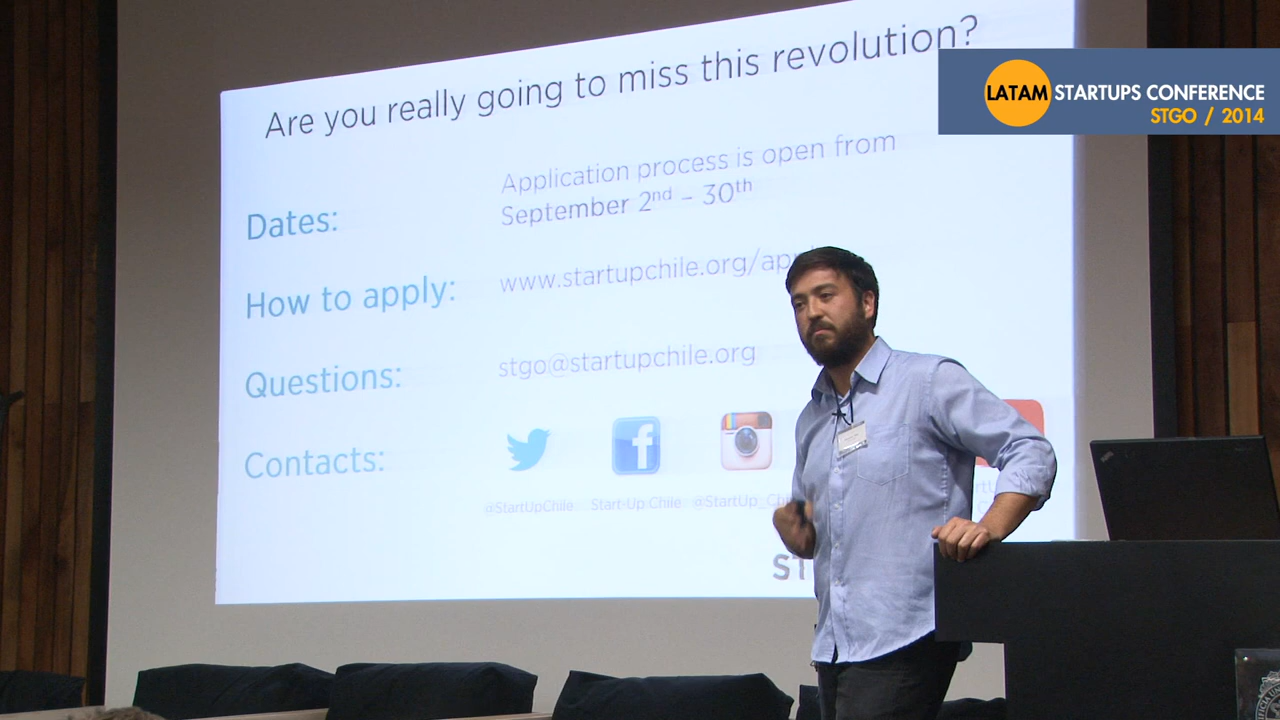 Are you really going to miss this revolution?
LATAM STARTUPS CONFERENCE
STGO / 2014
Dates:
Application process is open from
September 2nd – 30th
How to apply:
www.startupchile.org/app
Questions:
stgo@startupchile.org
Contacts:
@StartUpChile
Start-Up Chile
@StartUp_Ch
ST